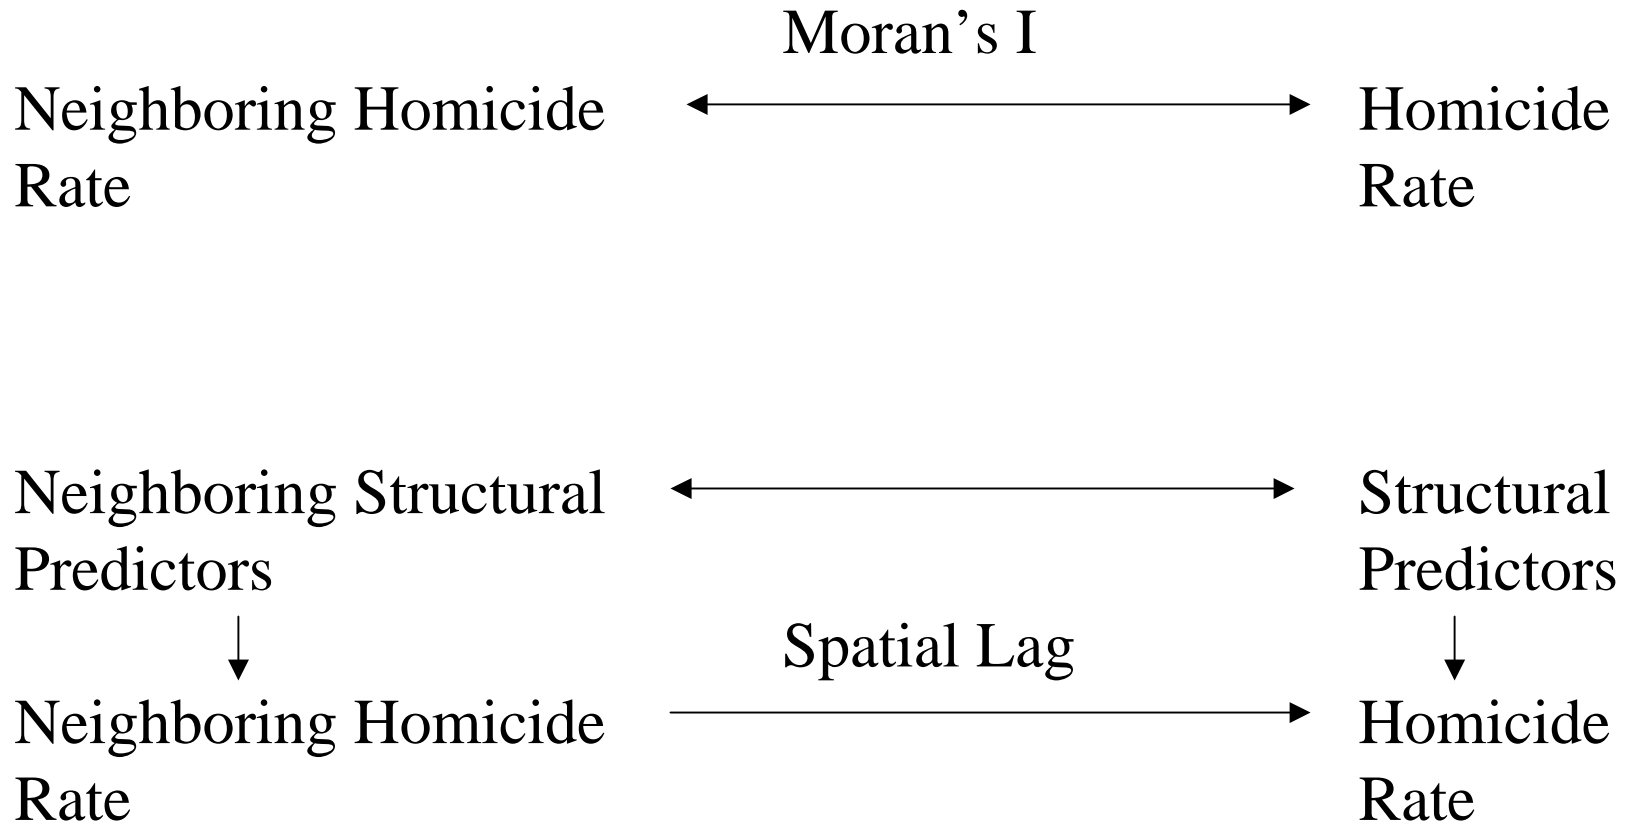 Moran’s I
Neighboring Homicide
Rate
Homicide
Rate
Neighboring Structural
Predictors
Structural
Predictors
Spatial Lag
Neighboring Homicide
Rate
Homicide
Rate